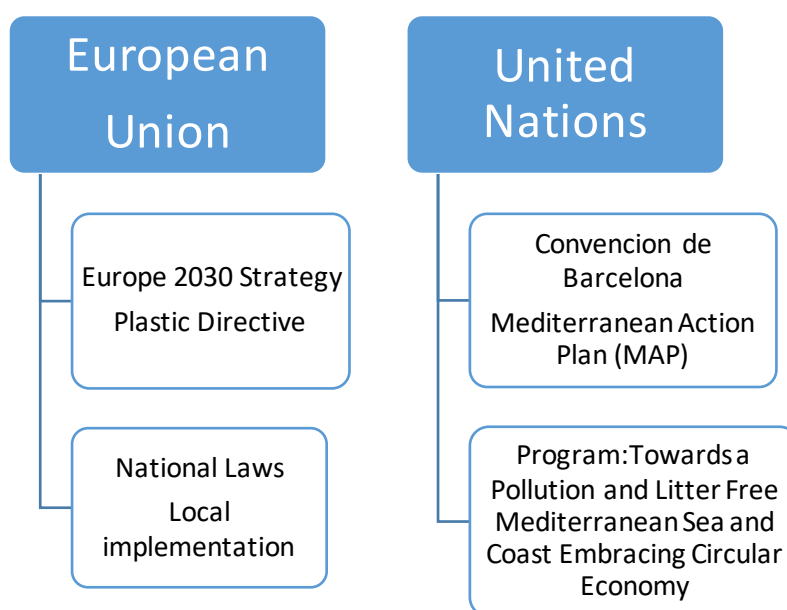 European
Union
Europe 2030 Strategy
Plastic Directive
National Laws
Local
implementation
United
Nations
Convencion de
Barcelona
Mediterranean Action
Plan (MAP)
Program:Towards a
Pollution and Litter Free
Mediterranean Sea and
Coast Embracing Circular
Economy